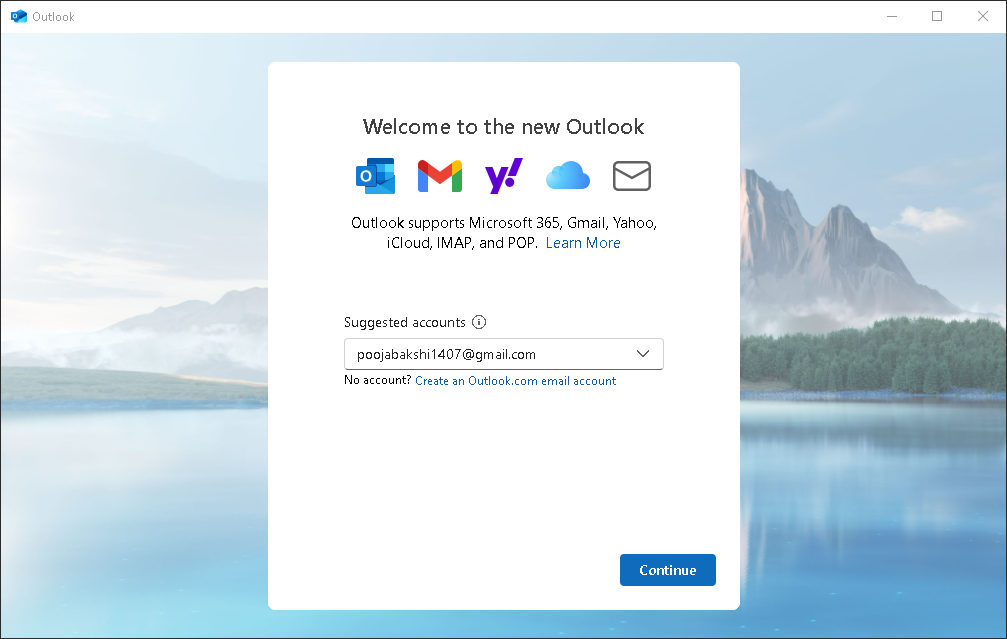 Outlook
Welcome to the new Outlook
Outlook supports Microsoft 365, Gmail, Yahoo,
iCloud, IMAP, and POP. Learn More
Suggested accounts
poojabakshi1407@gmail.com
No account? Create an Outlook.com email account
Continue